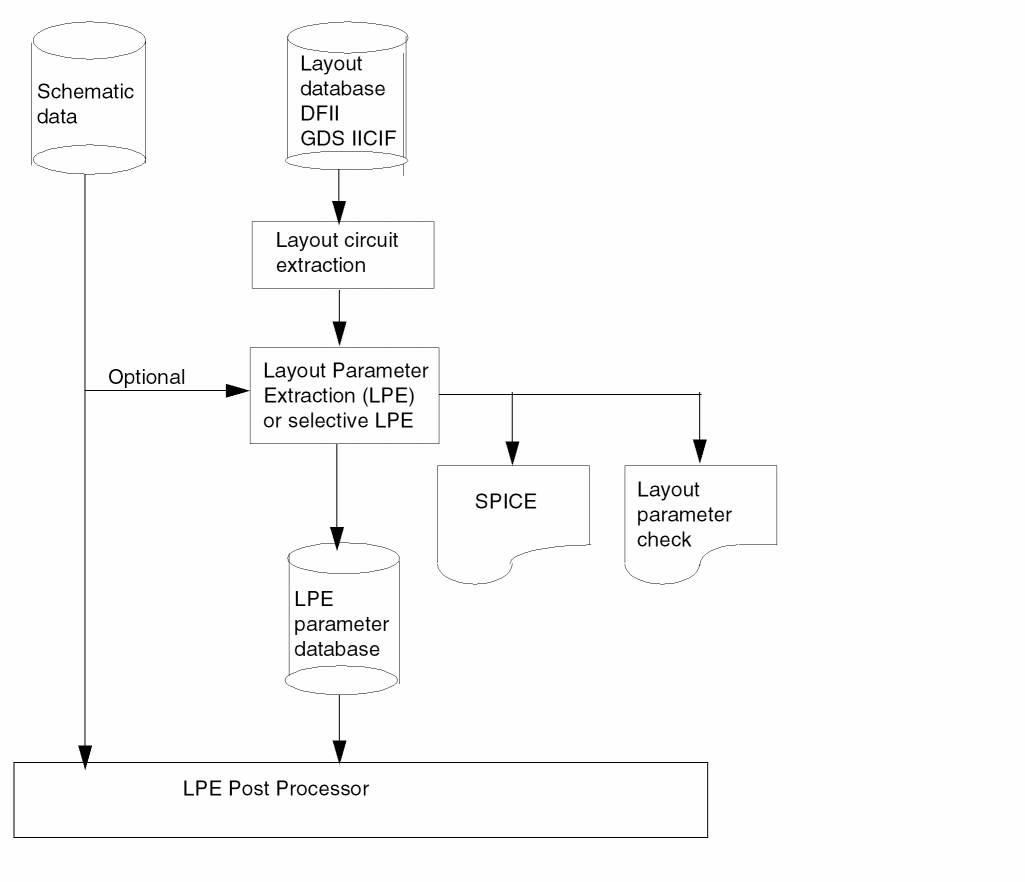 Schematic
data
Layout
database
DFII
GDS IICIF
Layout circuit
extraction
Optional
Layout Parameter
Extraction (LPE)
or selective LPE
SPICE
Layout
parameter
check
LPE
parameter
database
LPE Post Processor